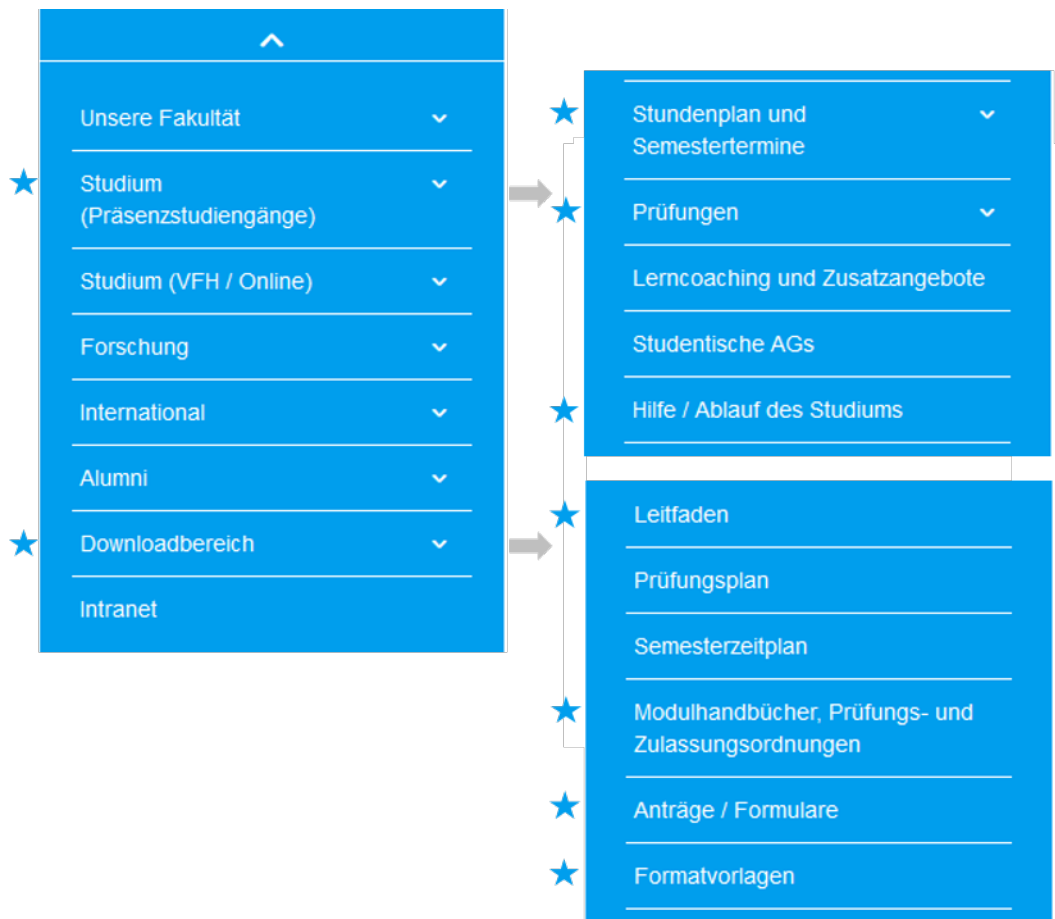 Unsere Fakultät
Studium
(Präsenzstudiengänge)
Studium (VFH / Online)
Forschung
International
Alumni
Downloadbereich
Intranet
Stundenplan und
Semestertermine
Prüfungen
Lerncoaching und Zusatzangebote
Studentische AGs
Hilfe / Ablauf des Studiums
Leitfaden
Prüfungsplan
Semesterzeitplan
Modulhandbücher, Prüfungs- und
Zulassungsordnungen
Anträge / Formulare
Formatvorlagen